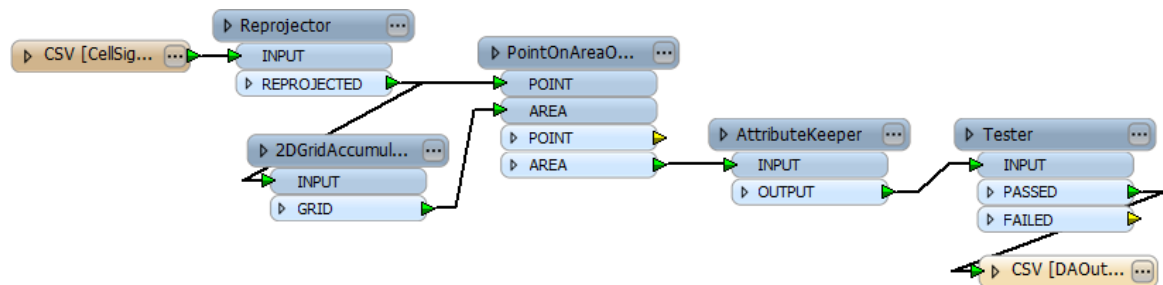 Reprojector
CSV [CellSig...
INPUT
REPROJECTED
PointOnAreaO...
POINT
AREA
POINT
AREA
2DGridAccumul...
INPUT
GRID
AttributeKeeper
INPUT
OUTPUT
Tester
INPUT
PASSED
FAILED
CSV [DAOut...